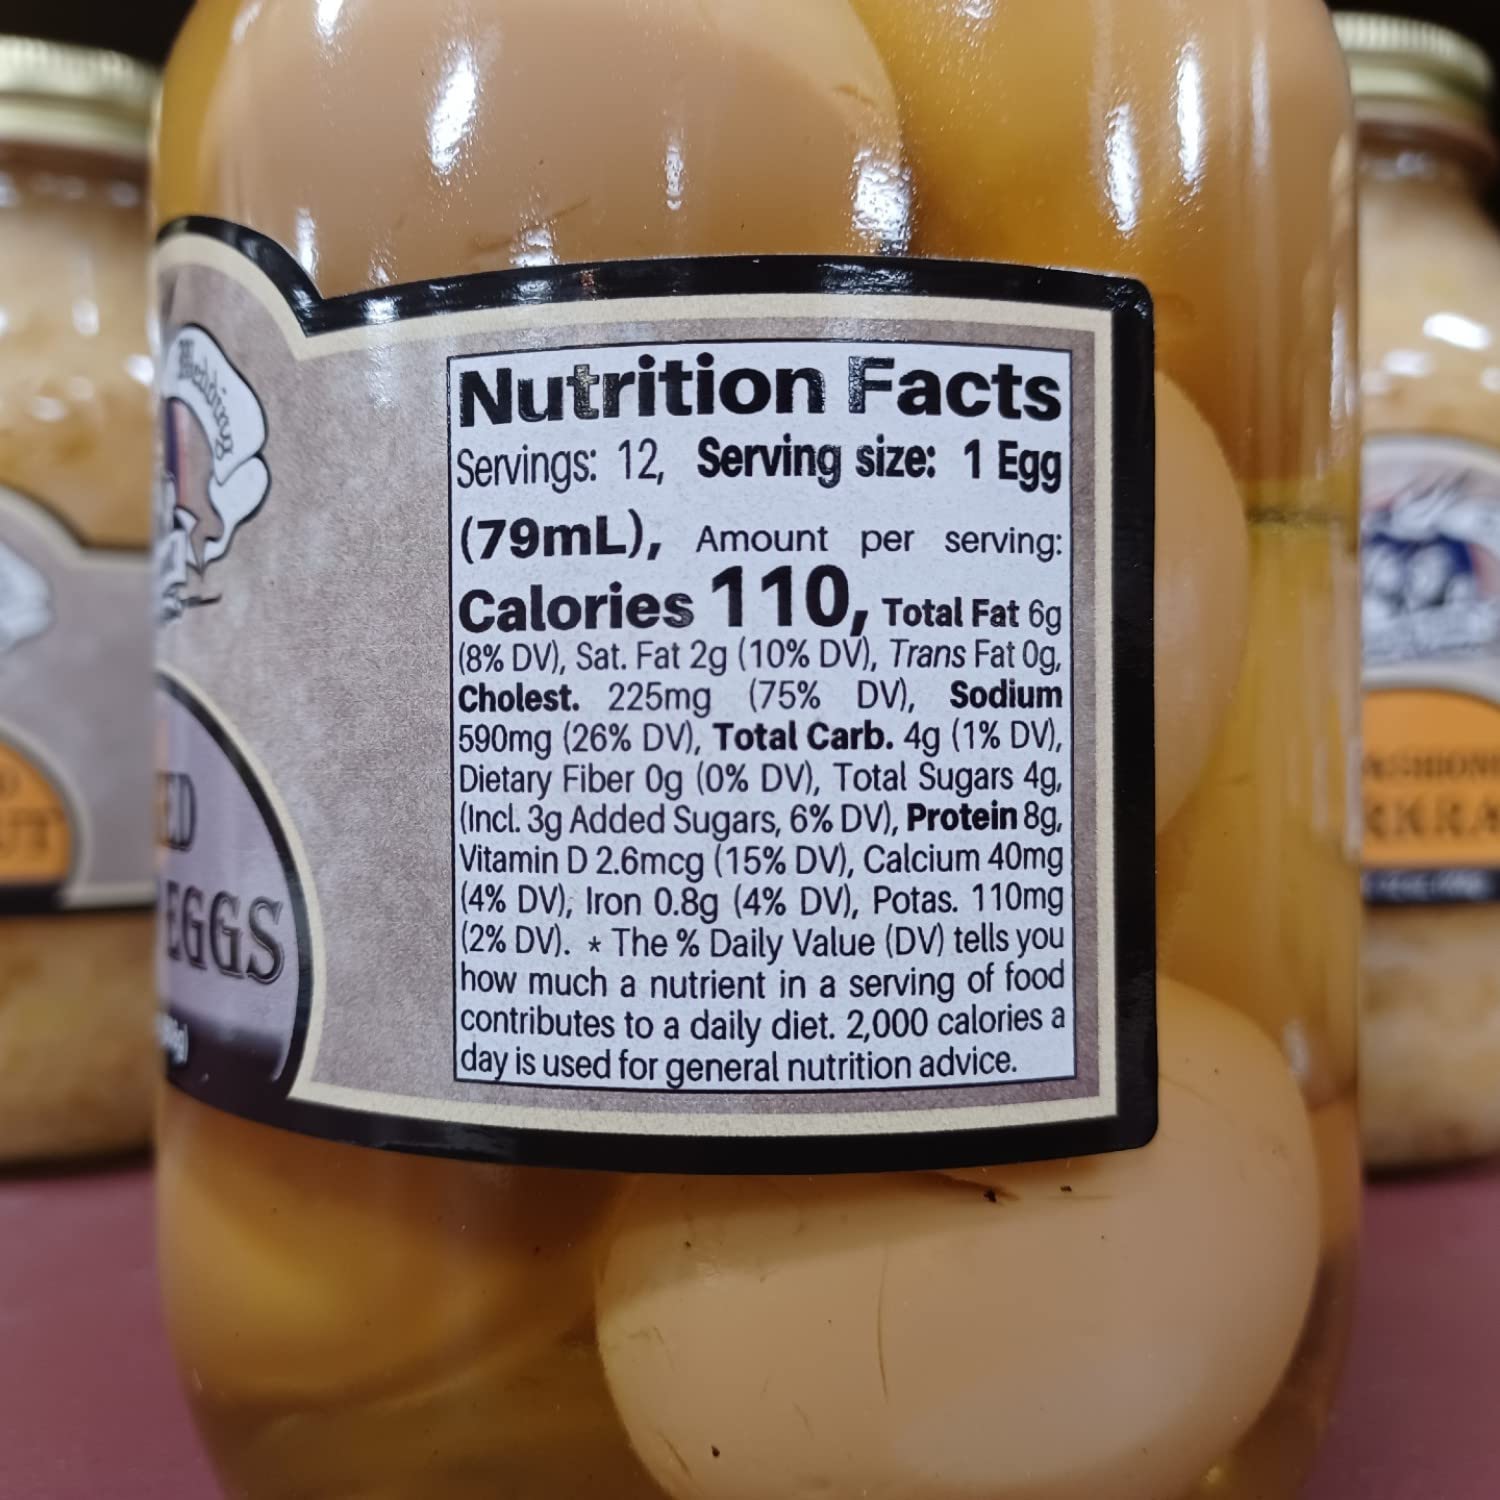 Wedding
Nutrition Facts
Servings: 12, Serving size: 1 Egg
(79mL), Amount per serving:
Calories 110, Total Fat 6g
(8% DV), Sat. Fat 2g (10% DV), Trans Fat 0g,
Cholest. 225mg (75% DV), Sodium
590mg (26% DV), Total Carb. 4g (1% DV),
Dietary Fiber 0g (0% DV), Total Sugars 4g,
(Incl. 3g Added Sugars, 6% DV), Protein 8g,
Vitamin D 2.6mcg (15% DV), Calcium 40mg
(4% DV), Iron 0.8g (4% DV), Potas. 110mg
(2% DV). * The % Daily Value (DV) tells you
how much a nutrient in a serving of food
contributes to a daily diet. 2,000 calories a
day is used for general nutrition advice.
ED
EGGS